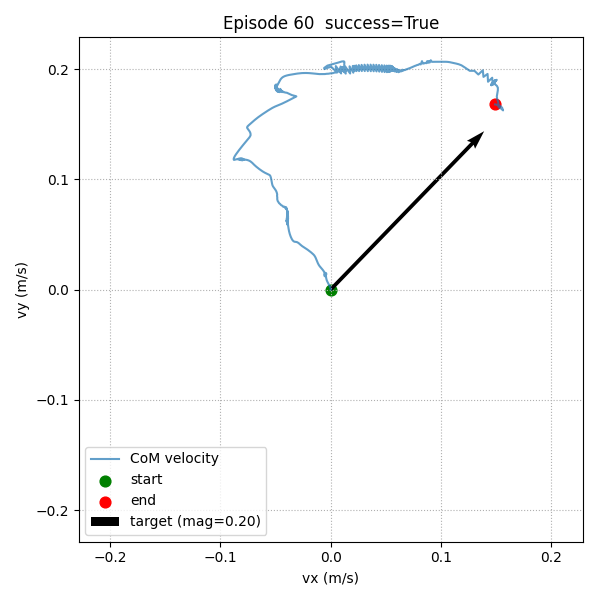 Episode 60  success=True
vy (m/s)
0.2
0.1
0.0
−0.1
−0.2
CoM velocity
start
end
target (mag=0.20)
−0.2
−0.1
0.0
0.1
0.2
vx (m/s)